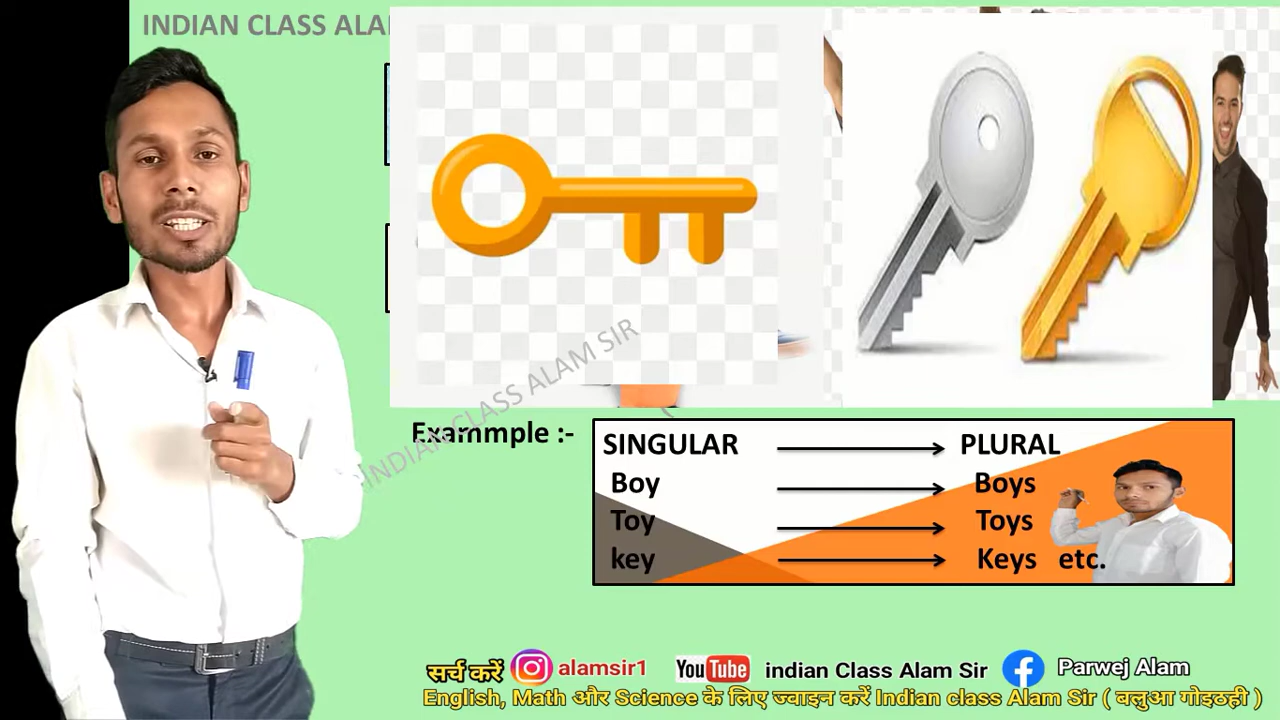 INDIAN CLASS ALA
INDIAN CLASS ALAM SIR
Exammple :-
SINGULAR PLURAL
Boy Boys
Toy Toys
key Keys etc.
सर्च करें alamsir1 YouTube indian Class Alam Sir Parwej Alam
English, Math और Science के लिए ज्वाइन करें Indian class Alam Sir ( बलुआ गोइठही )